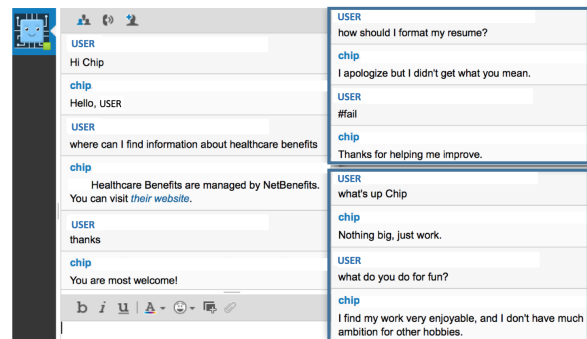 USER
Hi Chip
chip
Hello, USER
USER
where can I find information about healthcare benefits
chip
Healthcare Benefits are managed by NetBenefits.
You can visit their website.
USER
thanks
chip
You are most welcome!
b i u A
USER
how should I format my resume?
chip
I apologize but I didn't get what you mean.
USER
#fail
chip
Thanks for helping me improve.
USER
what's up Chip
chip
Nothing big, just work.
USER
what do you do for fun?
chip
I find my work very enjoyable, and I don't have much
ambition for other hobbies.